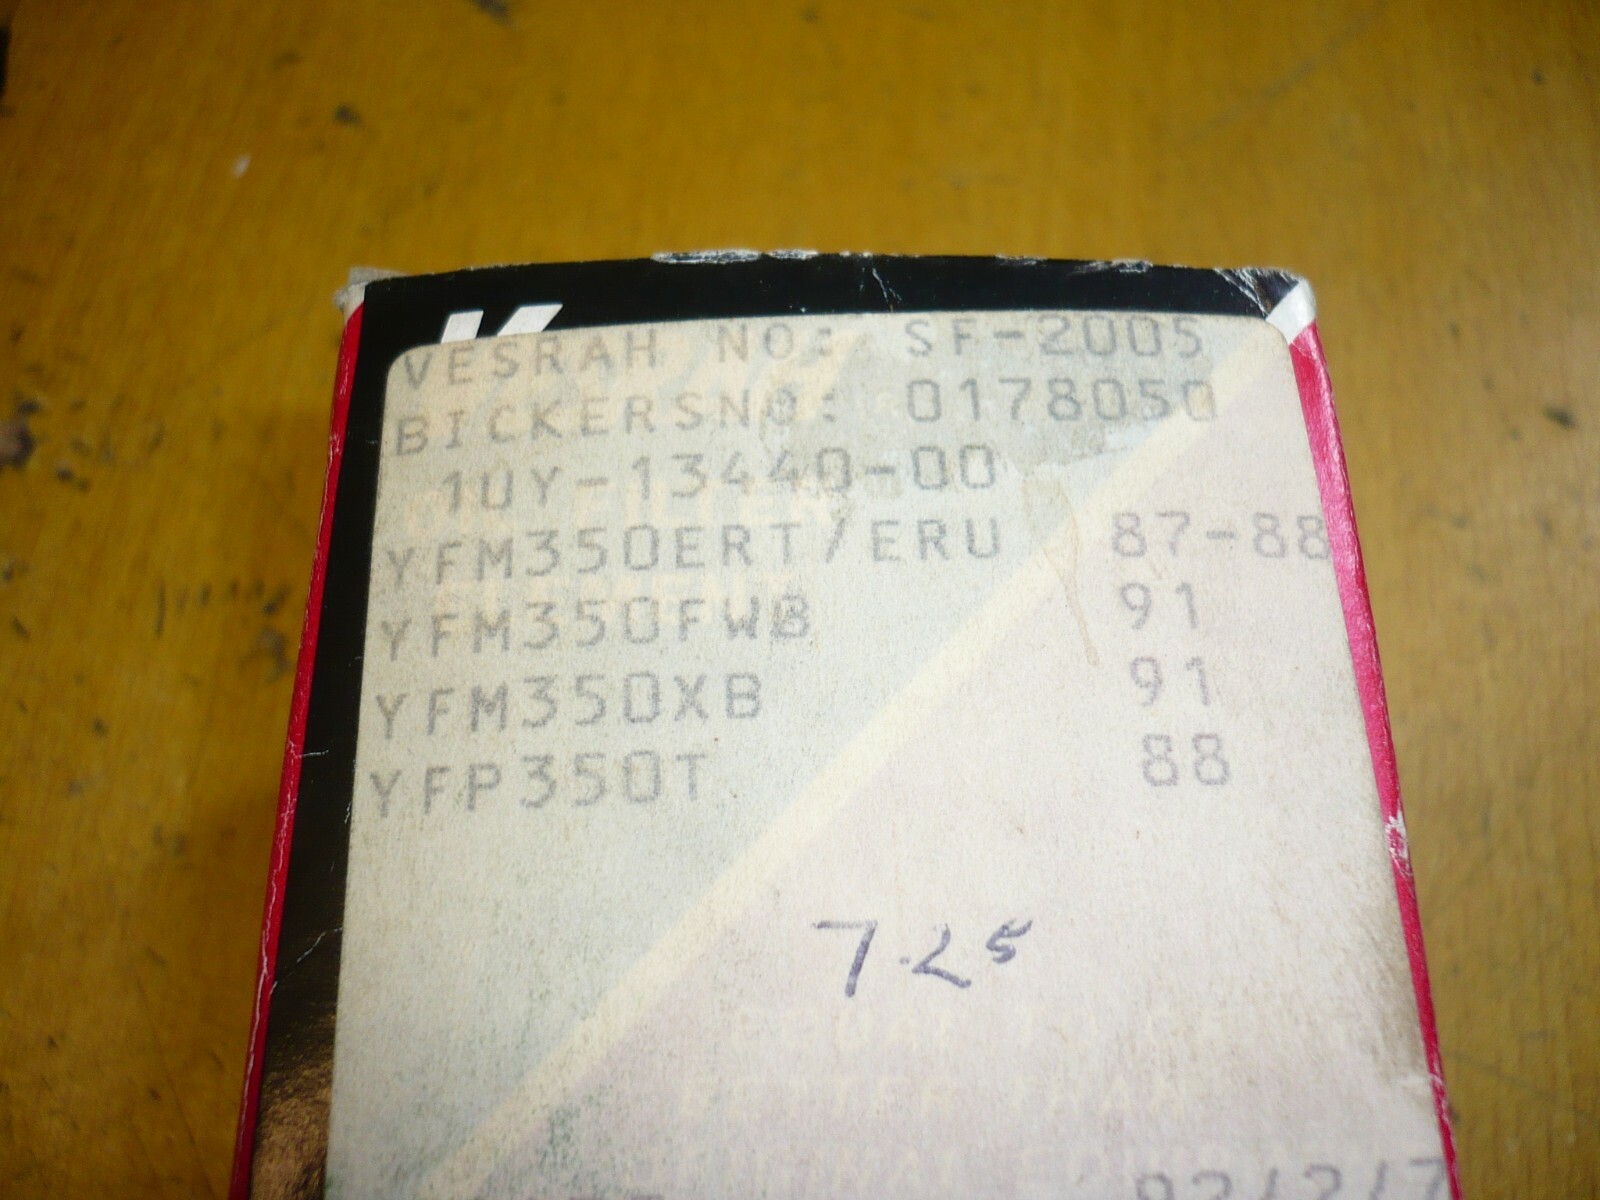 VESRAH NO: SF-2005
BICKERSNO: 0178050
1UY-13440-00
YFM350ERT/ERU 87-88
YFM350FWB 91
YFM350XB 91
YFP350T 88
7.25